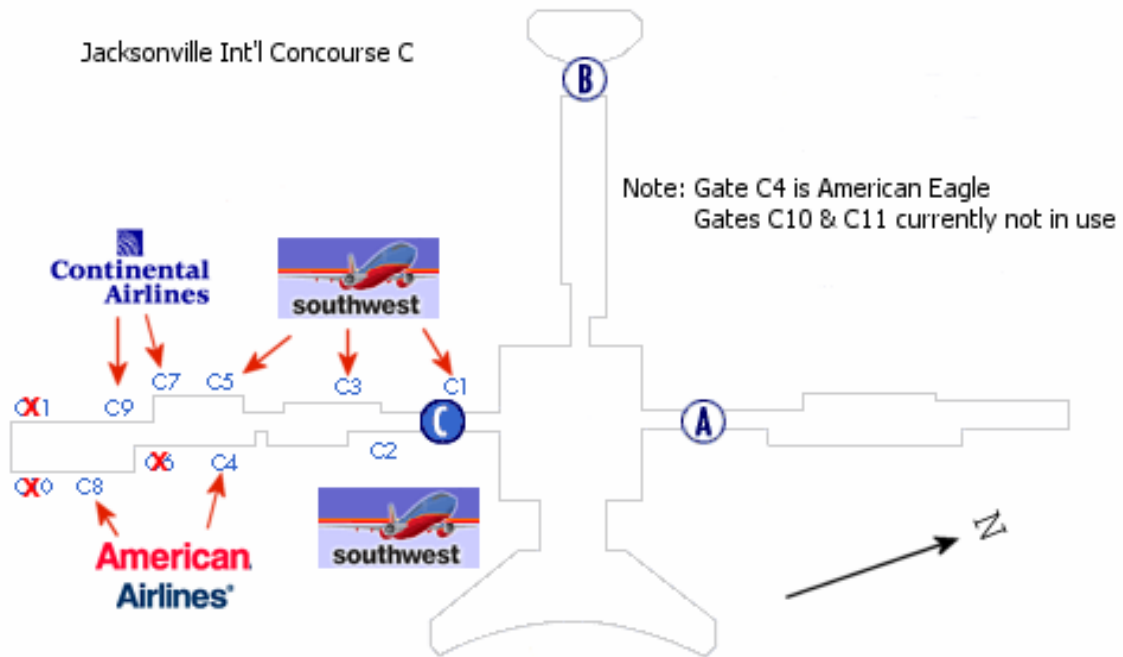 Jacksonville Int'l Concourse C
B
Note: Gate C4 is American Eagle
Gates C10 & C11 currently not in use
Continental
Airlines
southwest
C7 C5 C3 C1
C9
C
A
C2
C4
C8
southwest
American
Airlines®
N